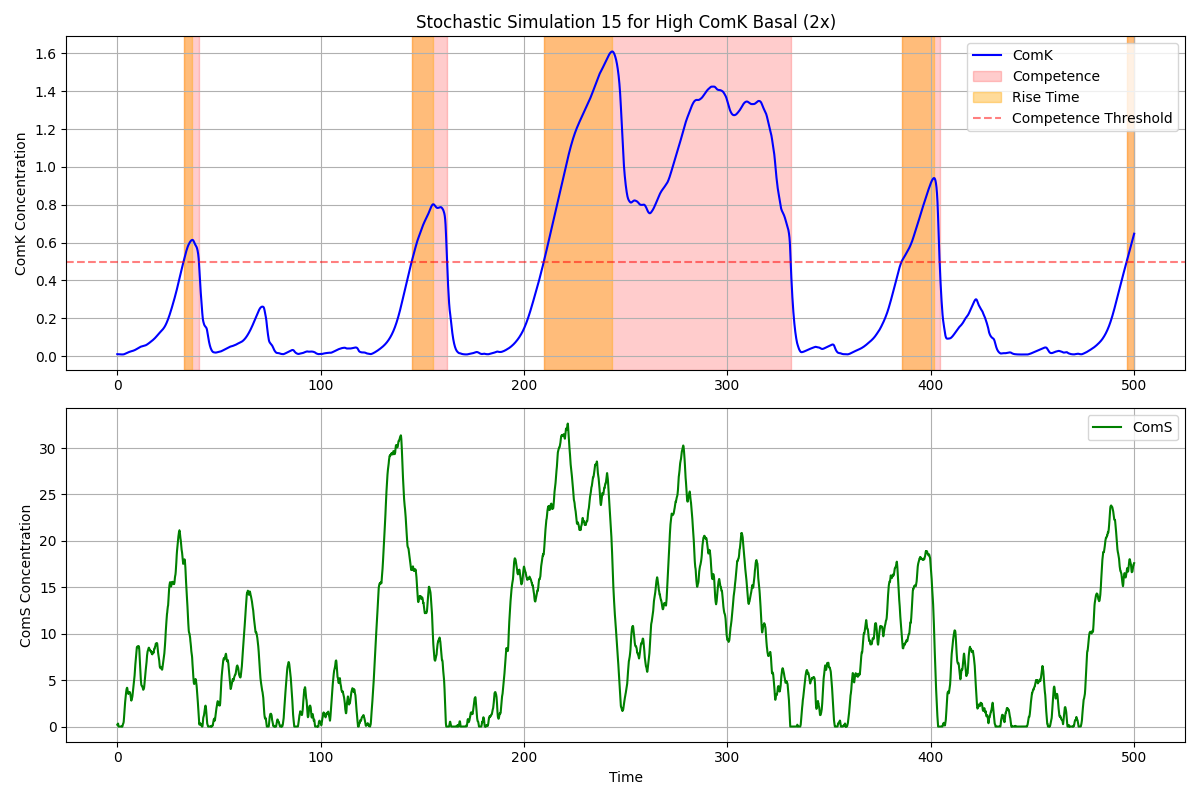 Stochastic Simulation 15 for High ComK Basal (2x)
ComK Concentration
1.6
1.4
1.2
1.0
0.8
0.6
0.4
0.2
0.0
ComK
Competence
Rise Time
Competence Threshold
0 100 200 300 400 500
ComS Concentration
30
25
20
15
10
5
0
ComS
0 100 200 300 400 500
Time